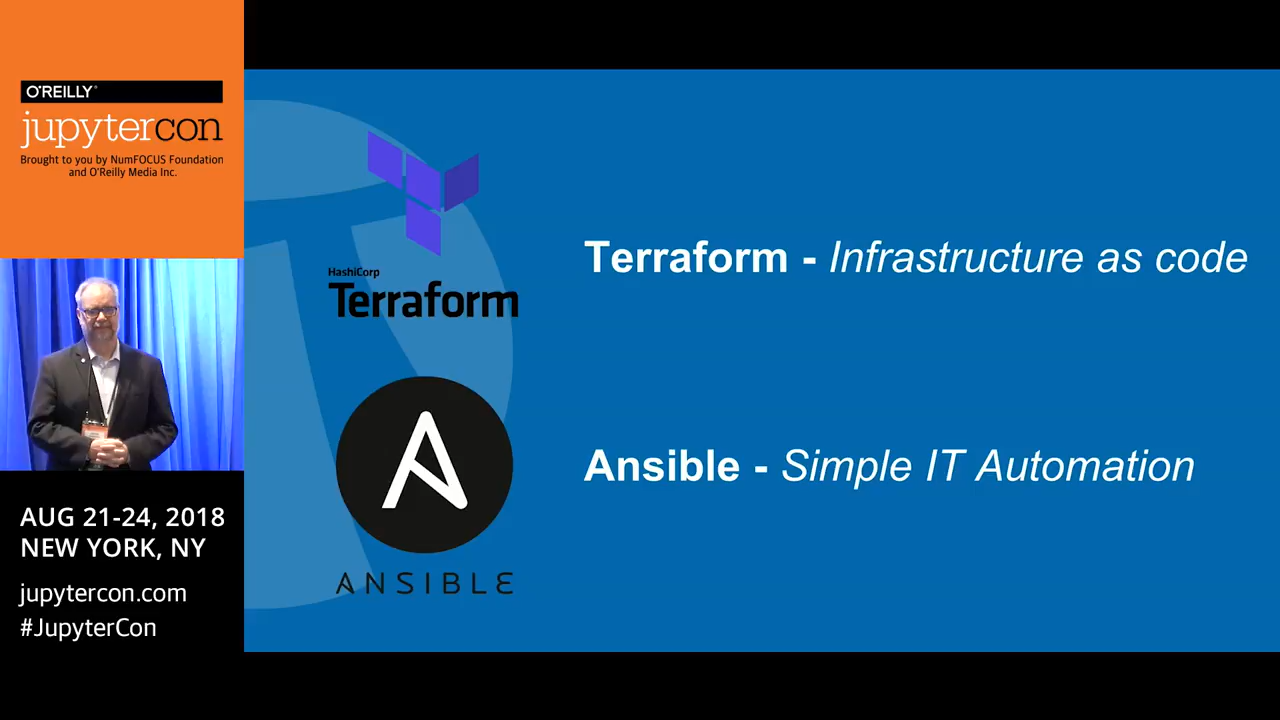 O'REILLY®
jupytercon
Brought to you by NumFOCUS Foundation
and O'Reilly Media Inc.
AUG 21-24, 2018
NEW YORK, NY
jupytercon.com
#JupyterCon
HashiCorp
Terraform
Terraform - Infrastructure as code
ANSIBLE
Ansible - Simple IT Automation